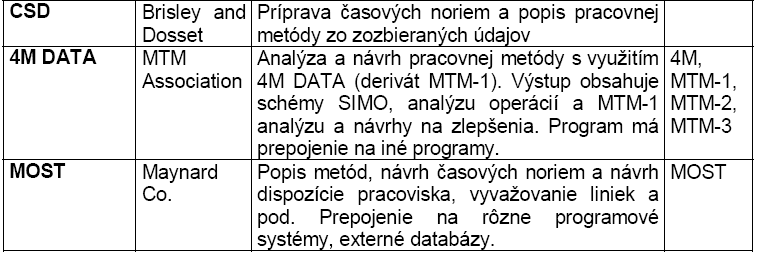 CSD Brisley and Príprava časových noriem a popis pracovnej
Dosset metódy zo zozbieraných údajov
4M DATA MTM Analýza a návrh pracovnej metódy s využitím 4M,
Association 4M DATA (derivát MTM-1). Výstup obsahuje MTM-1,
schémy SIMO, analýzu operácií a MTM-1 MTM-2,
analýzu a návrhy na zlepšenia. Program má MTM-3
prepojenie na iné programy.
MOST Maynard Popis metód, návrh časových noriem a návrh MOST
Co. dispozície pracoviska, vyvažovanie liniek a
pod. Prepojenie na rôzne programové
systémy, externé databázy.